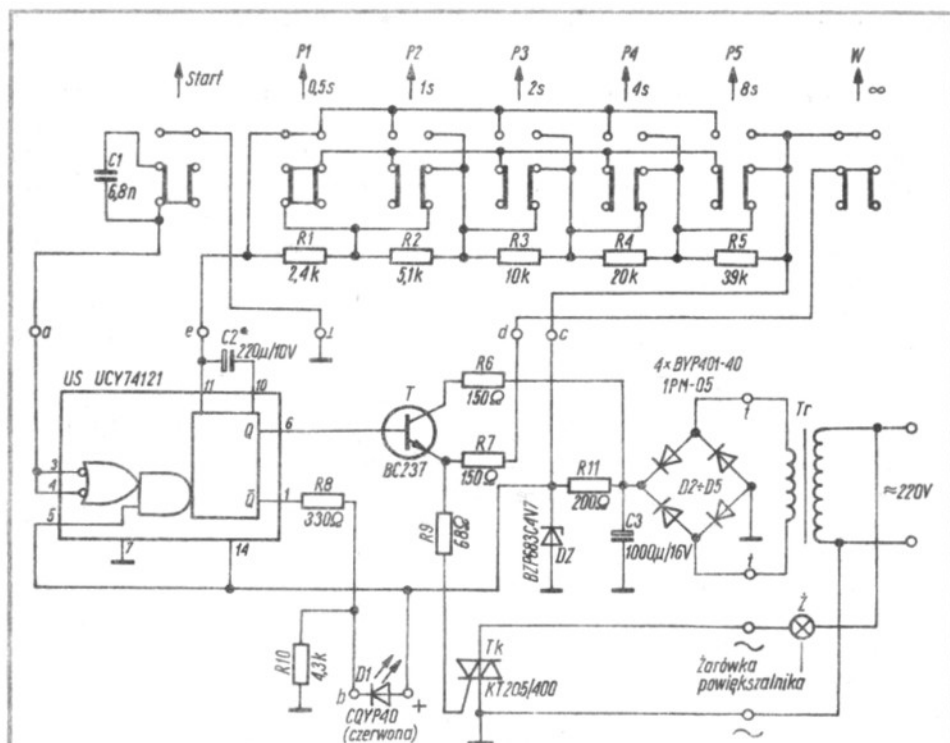 Start
P1
0,5s
P2
1s
P3
2s
P4
4s
P5
8s
W
∞
C1
6,8n
R1
2,4k
R2
5,1k
R3
10k
R4
20k
R5
39k
a
e
C2*
220µ/10V
d
c
US UCY74121
11
10
T
R6
150Ω
4×BYP401-40
1PM-05
t
Tr
3
4
5
Q
6
BC237
R7
150Ω
R11
200Ω
D2÷D5
≈220V
Q̅
1
R8
330Ω
7
14
R9
68Ω
BZP683C4V7
DZ
C3
1000µ/16V
t
R10
4,3k
D1
b
+
CQYP40
(czerwona)
Tk
KT205/400
~
Ż
Żarówka
powiększalnika
~